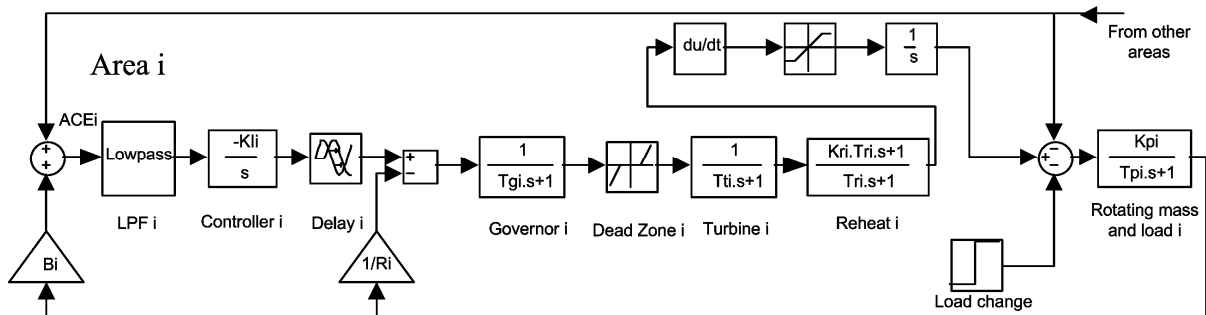 From other
areas
du/dt
1
s
Area i
ACEi
+
+
Lowpass
-KIi
s
+
−
1
Tgi.s+1
1
Tti.s+1
Kri.Tri.s+1
Tri.s+1
+
−
−
Kpi
Tpi.s+1
LPF i
Controller i
Delay i
Governor i
Dead Zone i
Turbine i
Reheat i
Rotating mass
and load i
Bi
1/Ri
Load change